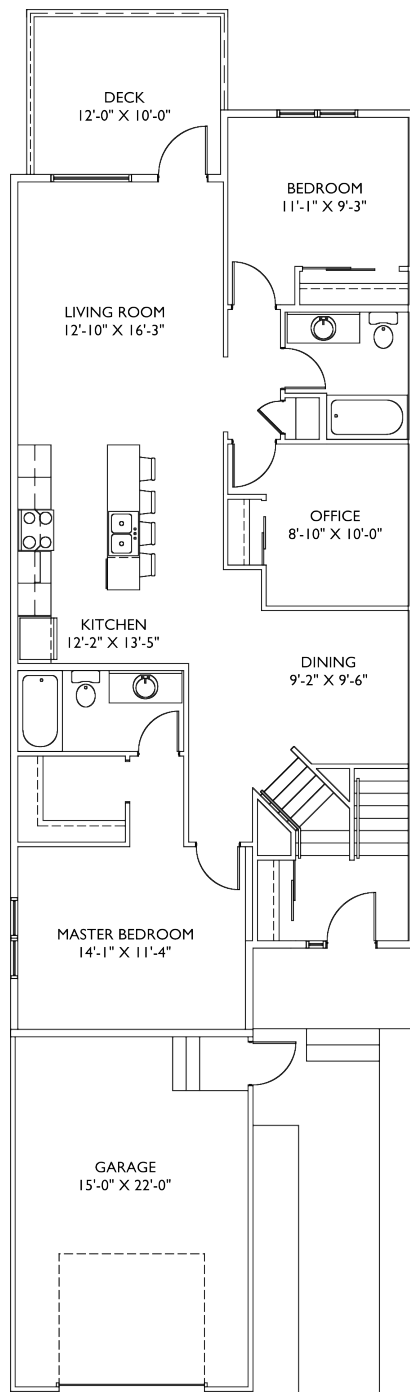 DECK
12'-0" X 10'-0"
BEDROOM
11'-1" X 9'-3"
LIVING ROOM
12'-10" X 16'-3"
OFFICE
8'-10" X 10'-0"
KITCHEN
12'-2" X 13'-5"
DINING
9'-2" X 9'-6"
MASTER BEDROOM
14'-1" X 11'-4"
GARAGE
15'-0" X 22'-0"